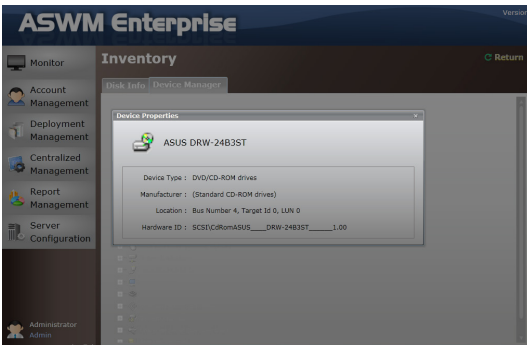 ASWM Enterprise
Version
Monitor
Inventory
Return
Disk Info
Device Manager
Account
Management
Deployment
Management
Centralized
Management
Report
Management
Server
Configuration
Device Properties
×
ASUS DRW-24B3ST
Device Type : DVD/CD-ROM drives
Manufacturer : (Standard CD-ROM drives)
Location : Bus Number 4, Target Id 0, LUN 0
Hardware ID : SCSI\CdRomASUS____DRW-24B3ST______1.00
Administrator
Admin